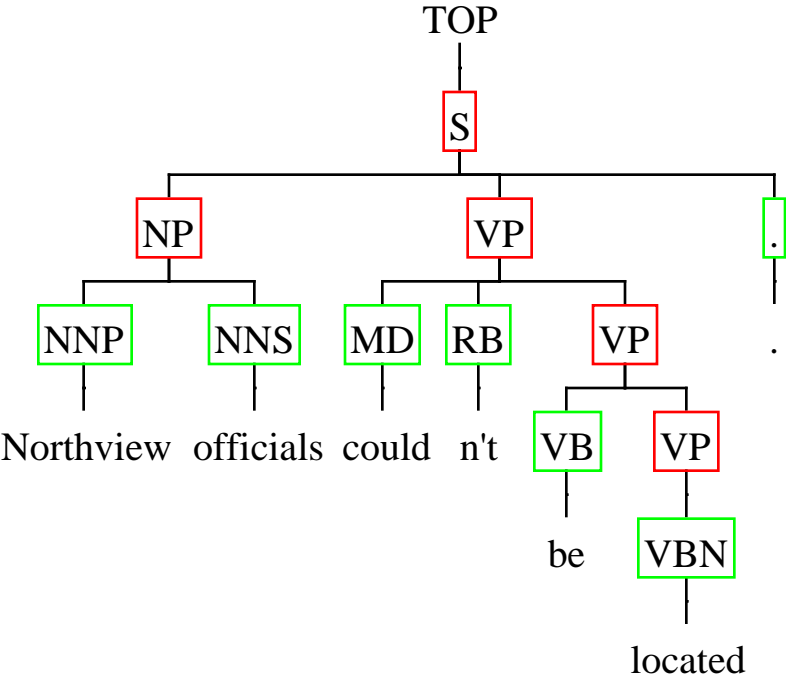 TOP
S
NP VP .
NNP NNS MD RB VP .
Northview officials could n't VB VP
be VBN
located